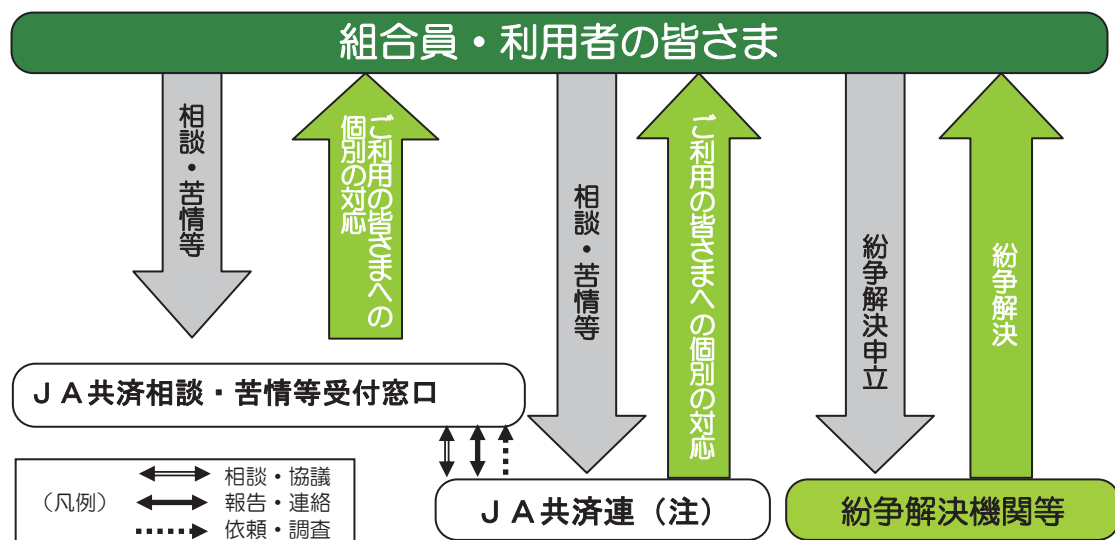 組合員・利用者の皆さま
相談・苦情等
ご利用の皆さまへの
個別の対応
相談・苦情等
ご利用の皆さまへの個別の対応
紛争解決申立
紛争解決
ＪＡ共済相談・苦情等受付窓口
ＪＡ共済連（注）
紛争解決機関等
（凡例）
相談・協議
報告・連絡
依頼・調査